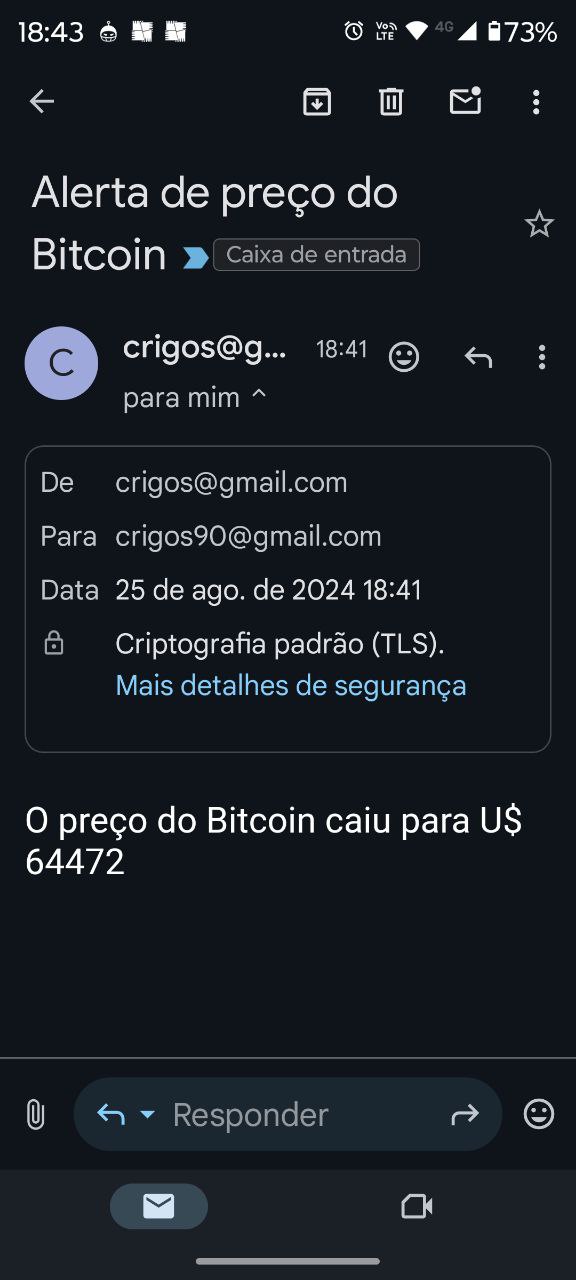 18:43 Vo LTE 4G 73%
Alerta de preço do
Bitcoin Caixa de entrada
C crigos@g... 18:41
para mim
De crigos@gmail.com
Para crigos90@gmail.com
Data 25 de ago. de 2024 18:41
Criptografia padrão (TLS).
Mais detalhes de segurança
O preço do Bitcoin caiu para U$
64472
Responder